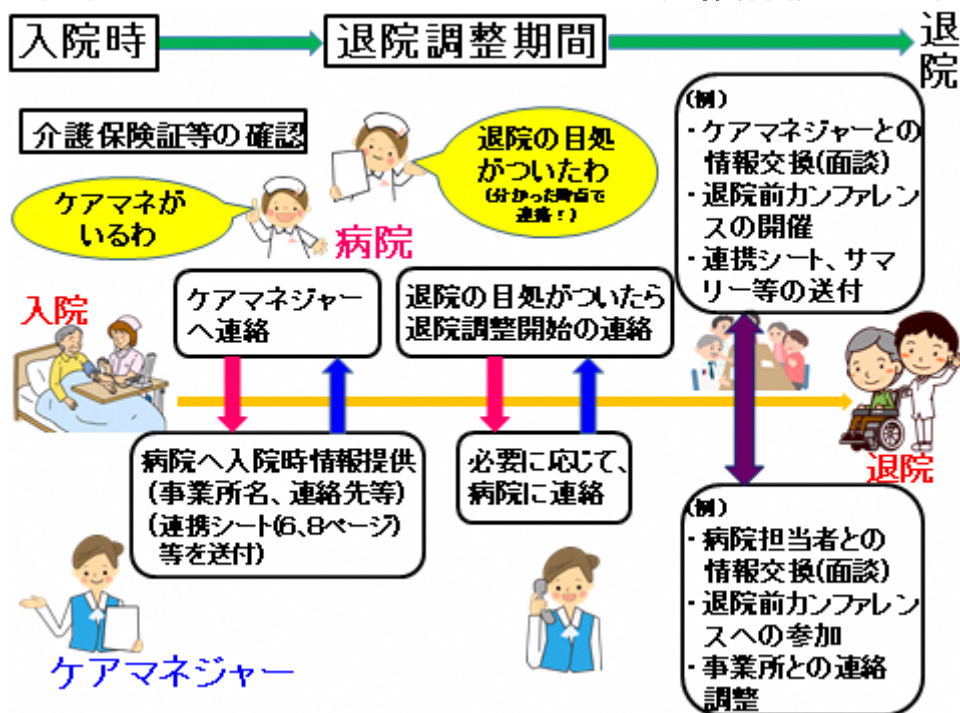 入院時
退院調整期間
退
院
介護保険証等の確認
ケアマネが
いるわ
退院の目処
がついたわ
(分かった時点で
連絡!)
病院
(例)
・ケアマネジャーとの
情報交換(面談)
・退院前カンファレン
スの開催
・連携シート、サマ
リー等の送付
入院
ケアマネジャー
へ連絡
退院の目処がついたら
退院調整開始の連絡
病院へ入院時情報提供
(事業所名、連絡先等)
(連携シート(6、8ページ)
等を送付)
必要に応じて、
病院に連絡
退院
(例)
・病院担当者との
情報交換(面談)
・退院前カンファレン
スへの参加
・事業所との連絡
調整
ケアマネジャー